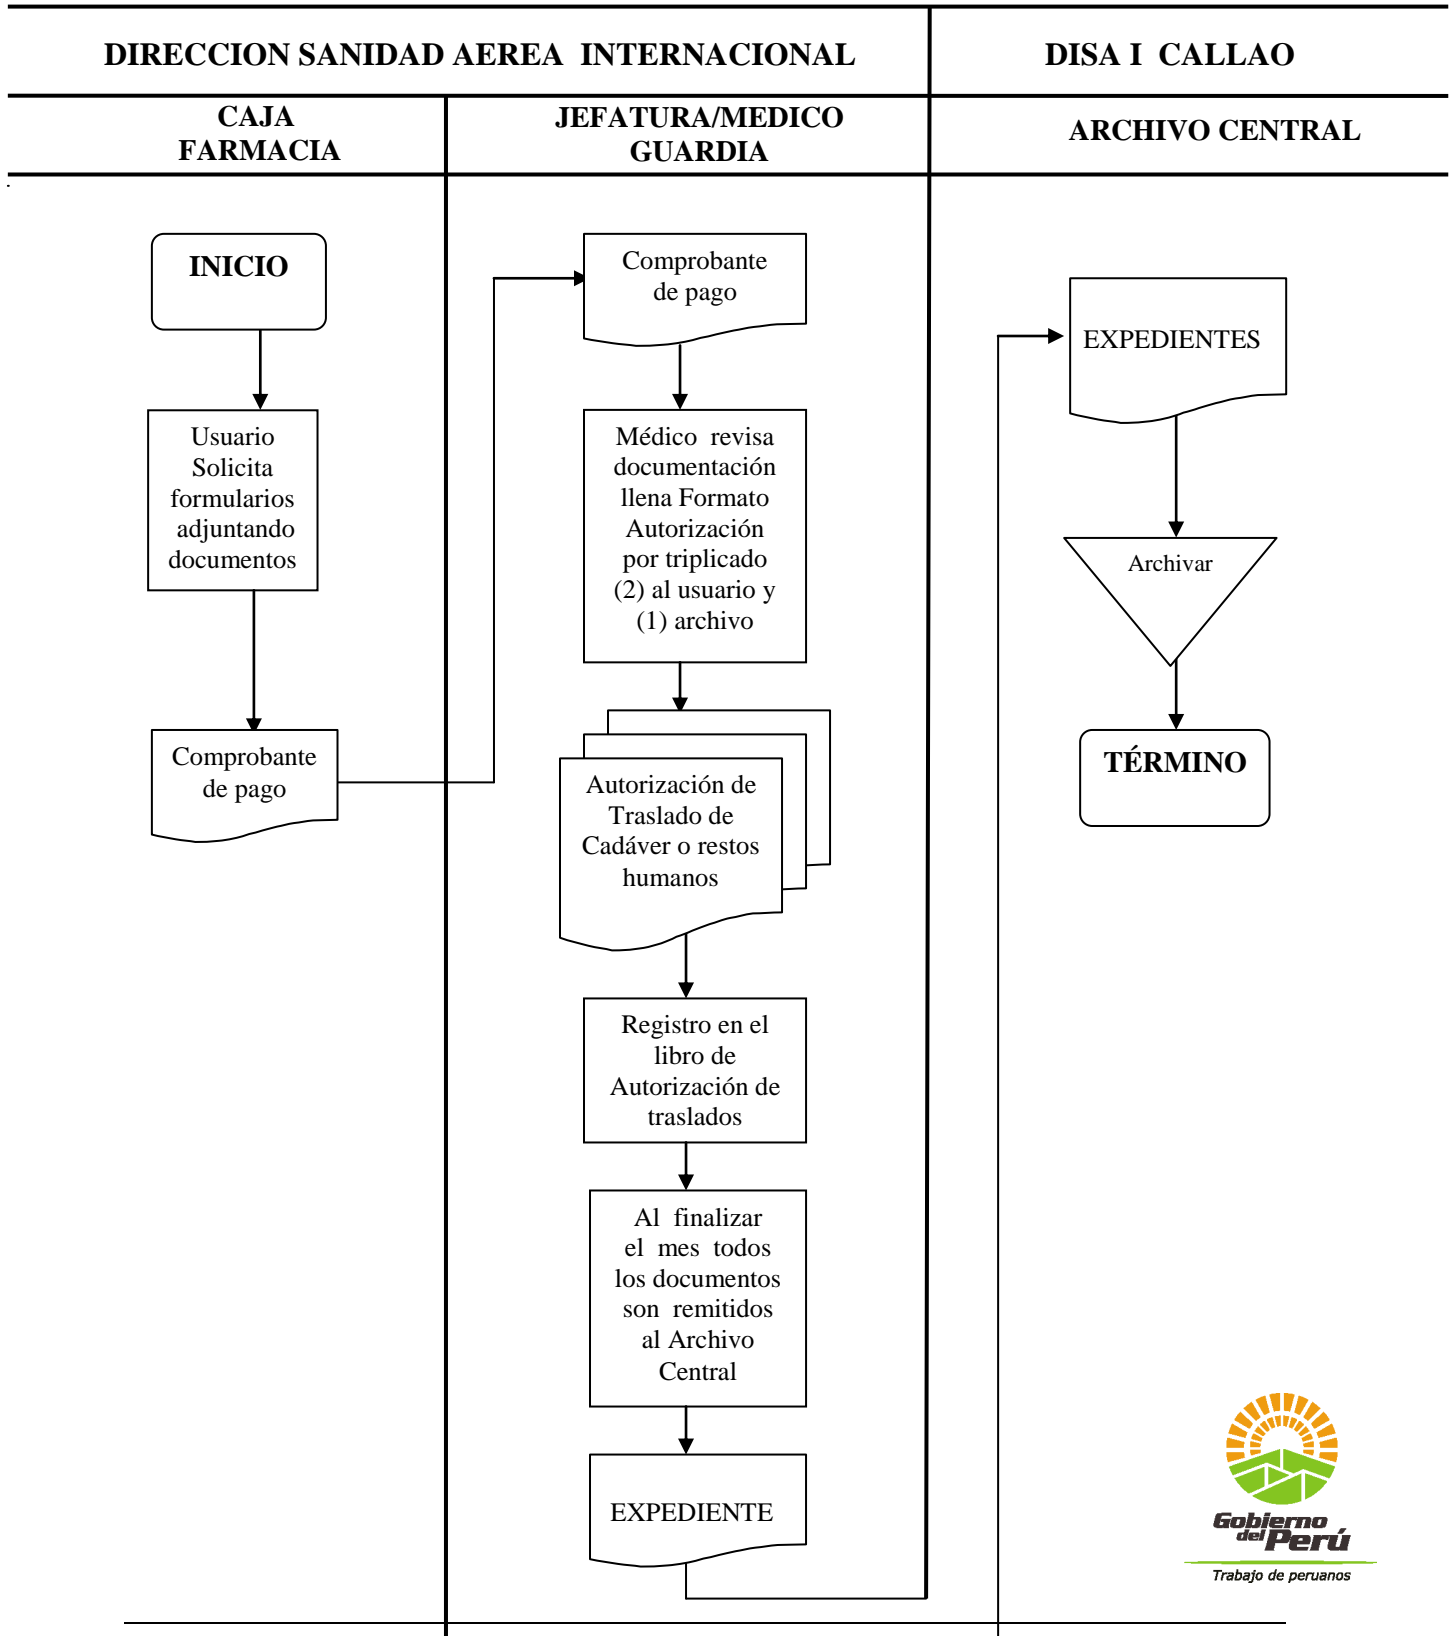 DIRECCION SANIDAD AEREA INTERNACIONAL
DISA I CALLAO
CAJA
FARMACIA
JEFATURA/MEDICO
GUARDIA
ARCHIVO CENTRAL
INICIO
Usuario
Solicita
formularios
adjuntando
documentos
Comprobante
de pago
Comprobante
de pago
Médico revisa
documentación
llena Formato
Autorización
por triplicado
(2) al usuario y
(1) archivo
Autorización de
Traslado de
Cadáver o restos
humanos
Registro en el
libro de
Autorización de
traslados
Al finalizar
el mes todos
los documentos
son remitidos
al Archivo
Central
EXPEDIENTE
EXPEDIENTES
Archivar
TÉRMINO
Gobierno
del Perú
Trabajo de peruanos